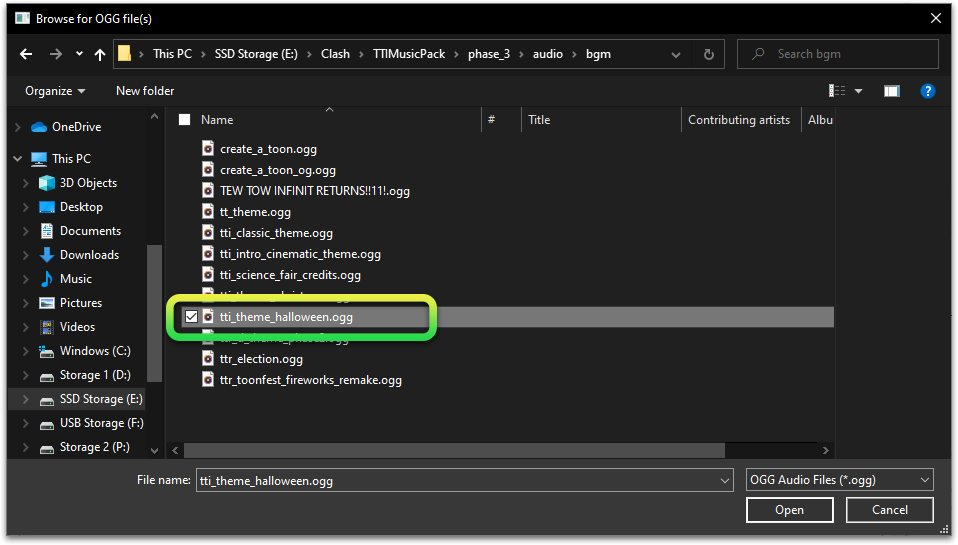 Browse for OGG file(s)
This PC > SSD Storage (E:) > Clash > TTIMusicPack > phase_3 > audio > bgm
Search bgm
Organize
New folder
OneDrive
This PC
3D Objects
Desktop
Documents
Downloads
Music
Pictures
Videos
Windows (C:)
Storage 1 (D:)
SSD Storage (E:)
USB Storage (F:)
Storage 2 (P:)
Name # Title Contributing artists Albu
create_a_toon.ogg
create_a_toon_og.ogg
TEW TOW INFINIT RETURNS!!11!.ogg
tt_theme.ogg
tti_classic_theme.ogg
tti_intro_cinematic_theme.ogg
tti_science_fair_credits.ogg
tti_theme_halloween.ogg
ttr_election.ogg
ttr_toonfest_fireworks_remake.ogg
File name: tti_theme_halloween.ogg
OGG Audio Files (*.ogg)
Open
Cancel